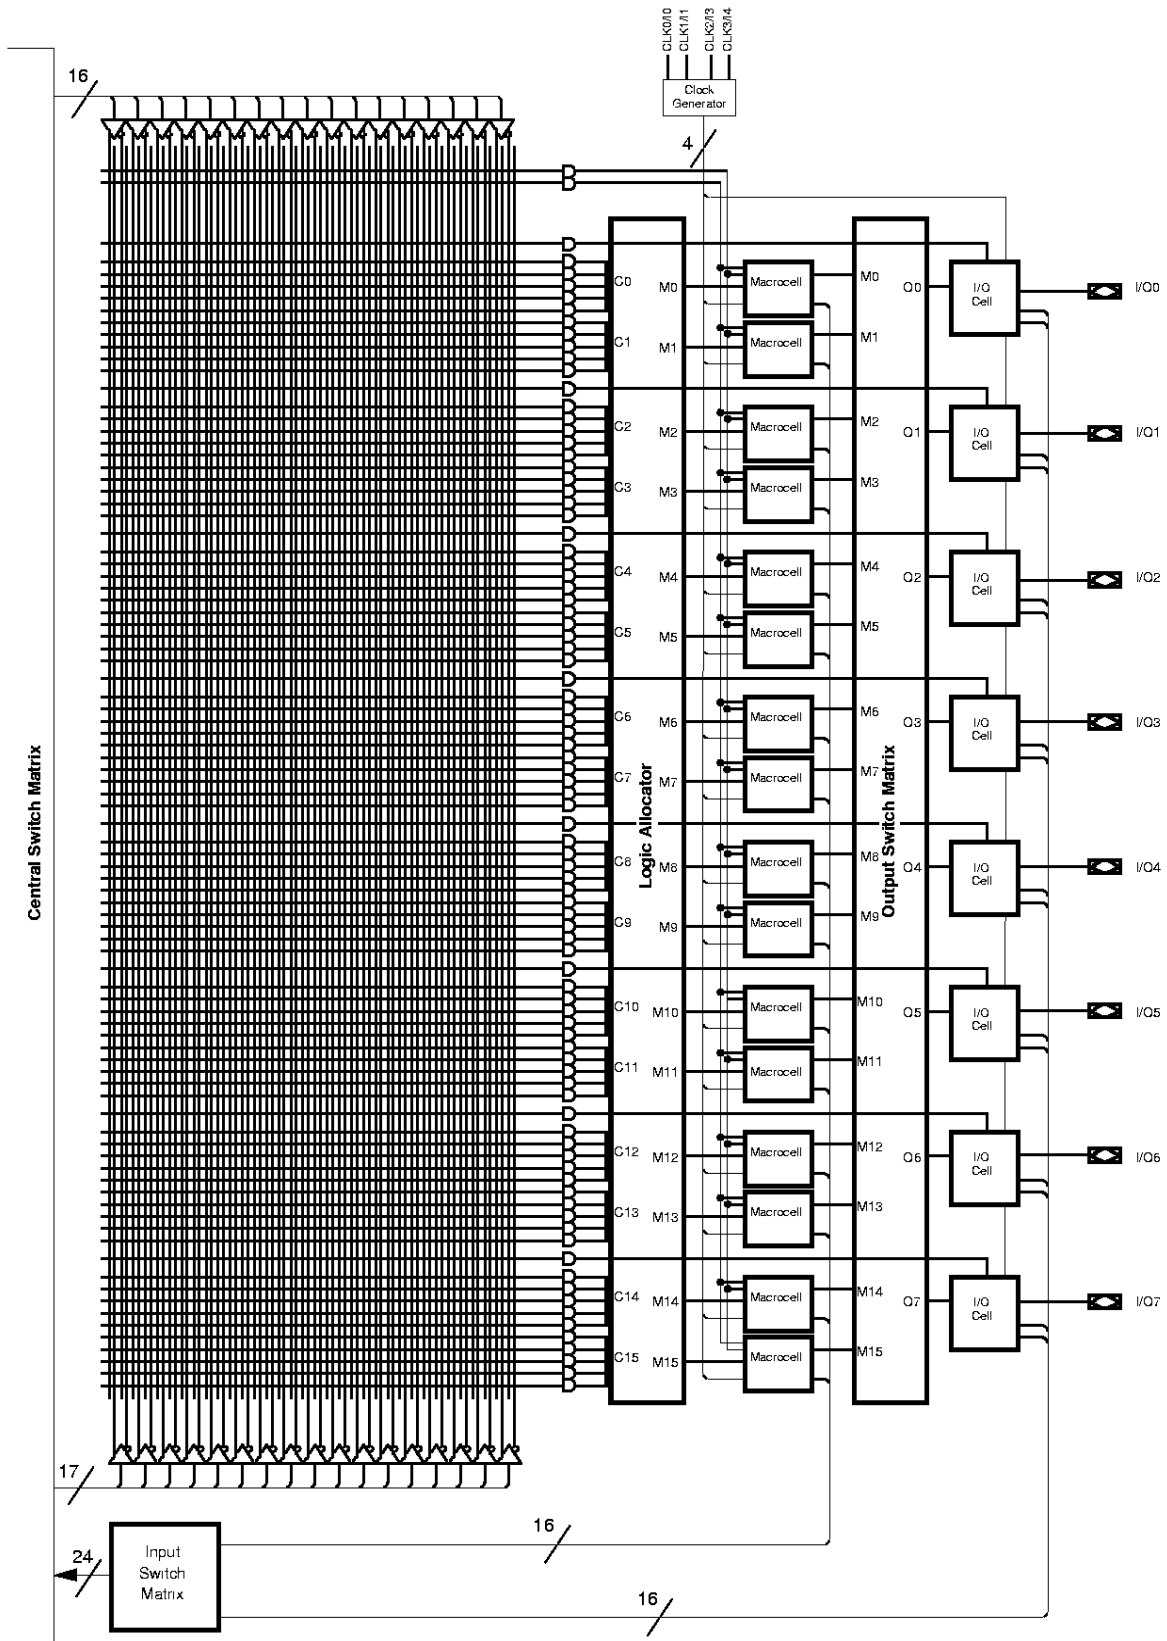 CLK0/I0
CLK1/I1
CLK2/I3
CLK3/I4
16
Clock
Generator
4
C0
M0
Macrocell
M0
O0
I/O
Cell
I/O0
C1
M1
Macrocell
M1
C2
M2
Macrocell
M2
O1
I/O
Cell
I/O1
C3
M3
Macrocell
M3
C4
M4
Macrocell
M4
O2
I/O
Cell
I/O2
C5
M5
Macrocell
M5
C6
M6
Macrocell
M6
O3
I/O
Cell
I/O3
C7
M7
Macrocell
M7
Central Switch Matrix
Logic Allocator
Output Switch Matrix
C8
M8
Macrocell
M8
O4
I/O
Cell
I/O4
C9
M9
Macrocell
M9
C10
M10
Macrocell
M10
O5
I/O
Cell
I/O5
C11
M11
Macrocell
M11
C12
M12
Macrocell
M12
O6
I/O
Cell
I/O6
C13
M13
Macrocell
M13
C14
M14
Macrocell
M14
O7
I/O
Cell
I/O7
C15
M15
Macrocell
M15
17
24
Input
Switch
Matrix
16
16